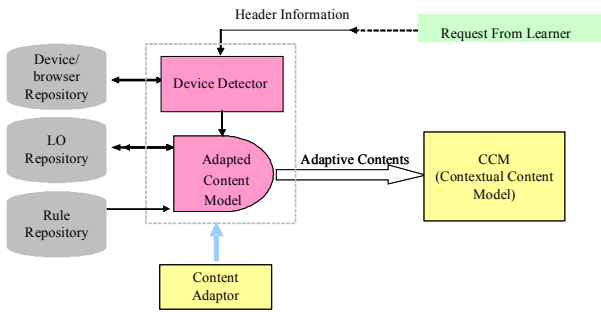 Header Information
Request From Learner
Device/
browser
Repository
Device Detector
LO
Repository
Adapted
Content
Model
Adaptive Contents
CCM
(Contextual Content
Model)
Rule
Repository
Content
Adaptor